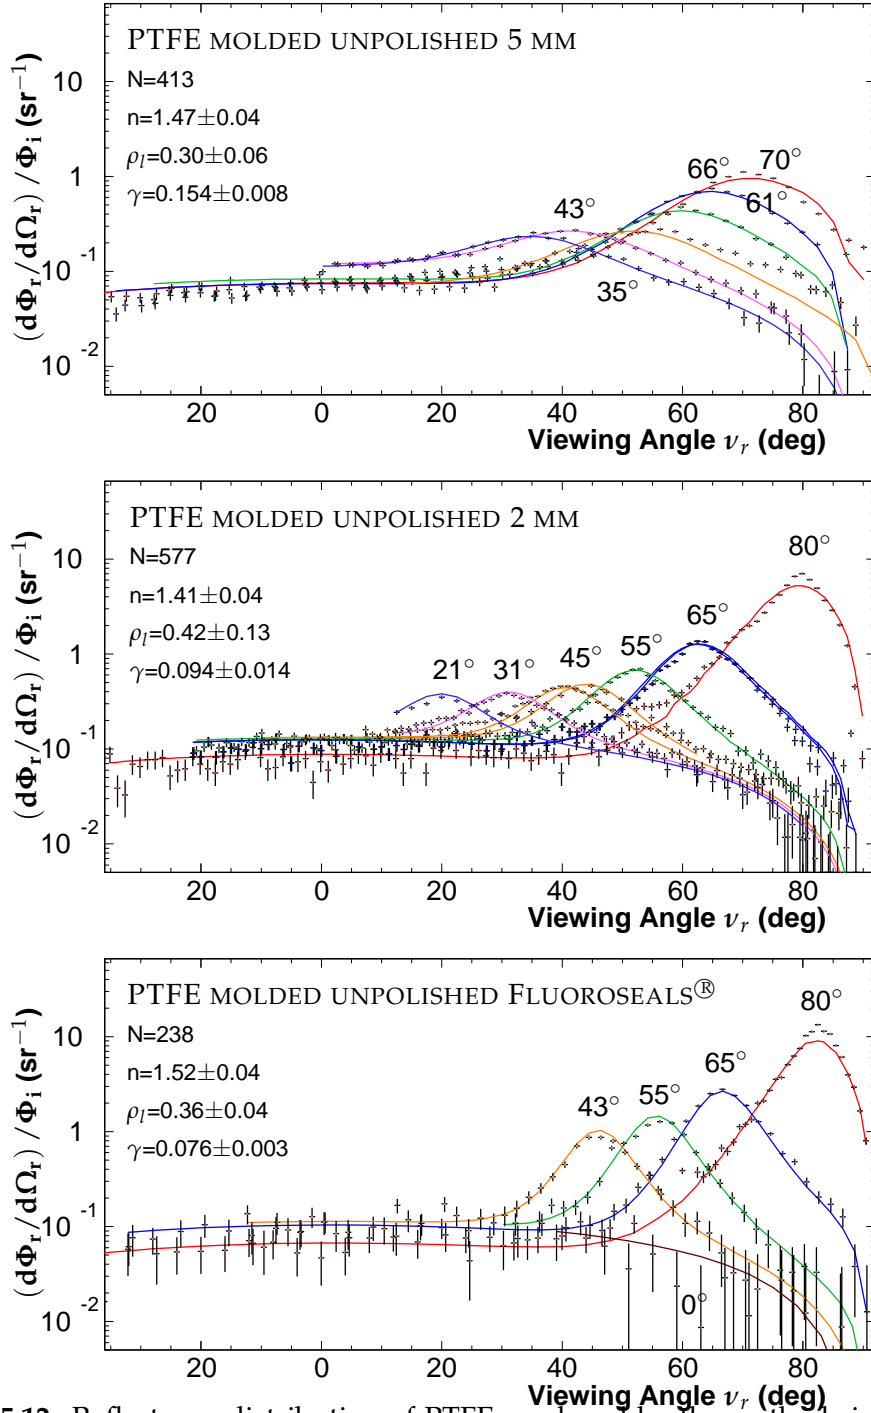 PTFE MOLDED UNPOLISHED 5 MM
N=413
n=1.47±0.04
ρl=0.30±0.06
γ=0.154±0.008
(dΦr/dΩr)/Φi (sr−1)
10
1
10 -1
10 -2
43°
66°
70°
61°
35°
20 0 20 40 60 80
Viewing Angle νr (deg)
PTFE MOLDED UNPOLISHED 2 MM
N=577
n=1.41±0.04
ρl=0.42±0.13
γ=0.094±0.014
(dΦr/dΩr)/Φi (sr−1)
10
1
10 -1
10 -2
21°
31°
45°
55°
65°
80°
20 0 20 40 60 80
Viewing Angle νr (deg)
PTFE MOLDED UNPOLISHED FLUOROSEALS®
N=238
n=1.52±0.04
ρl=0.36±0.04
γ=0.076±0.003
(dΦr/dΩr)/Φi (sr−1)
10
1
10 -1
10 -2
43°
55°
65°
80°
0°
20 0 20 40 60 80
Viewing Angle νr (deg)